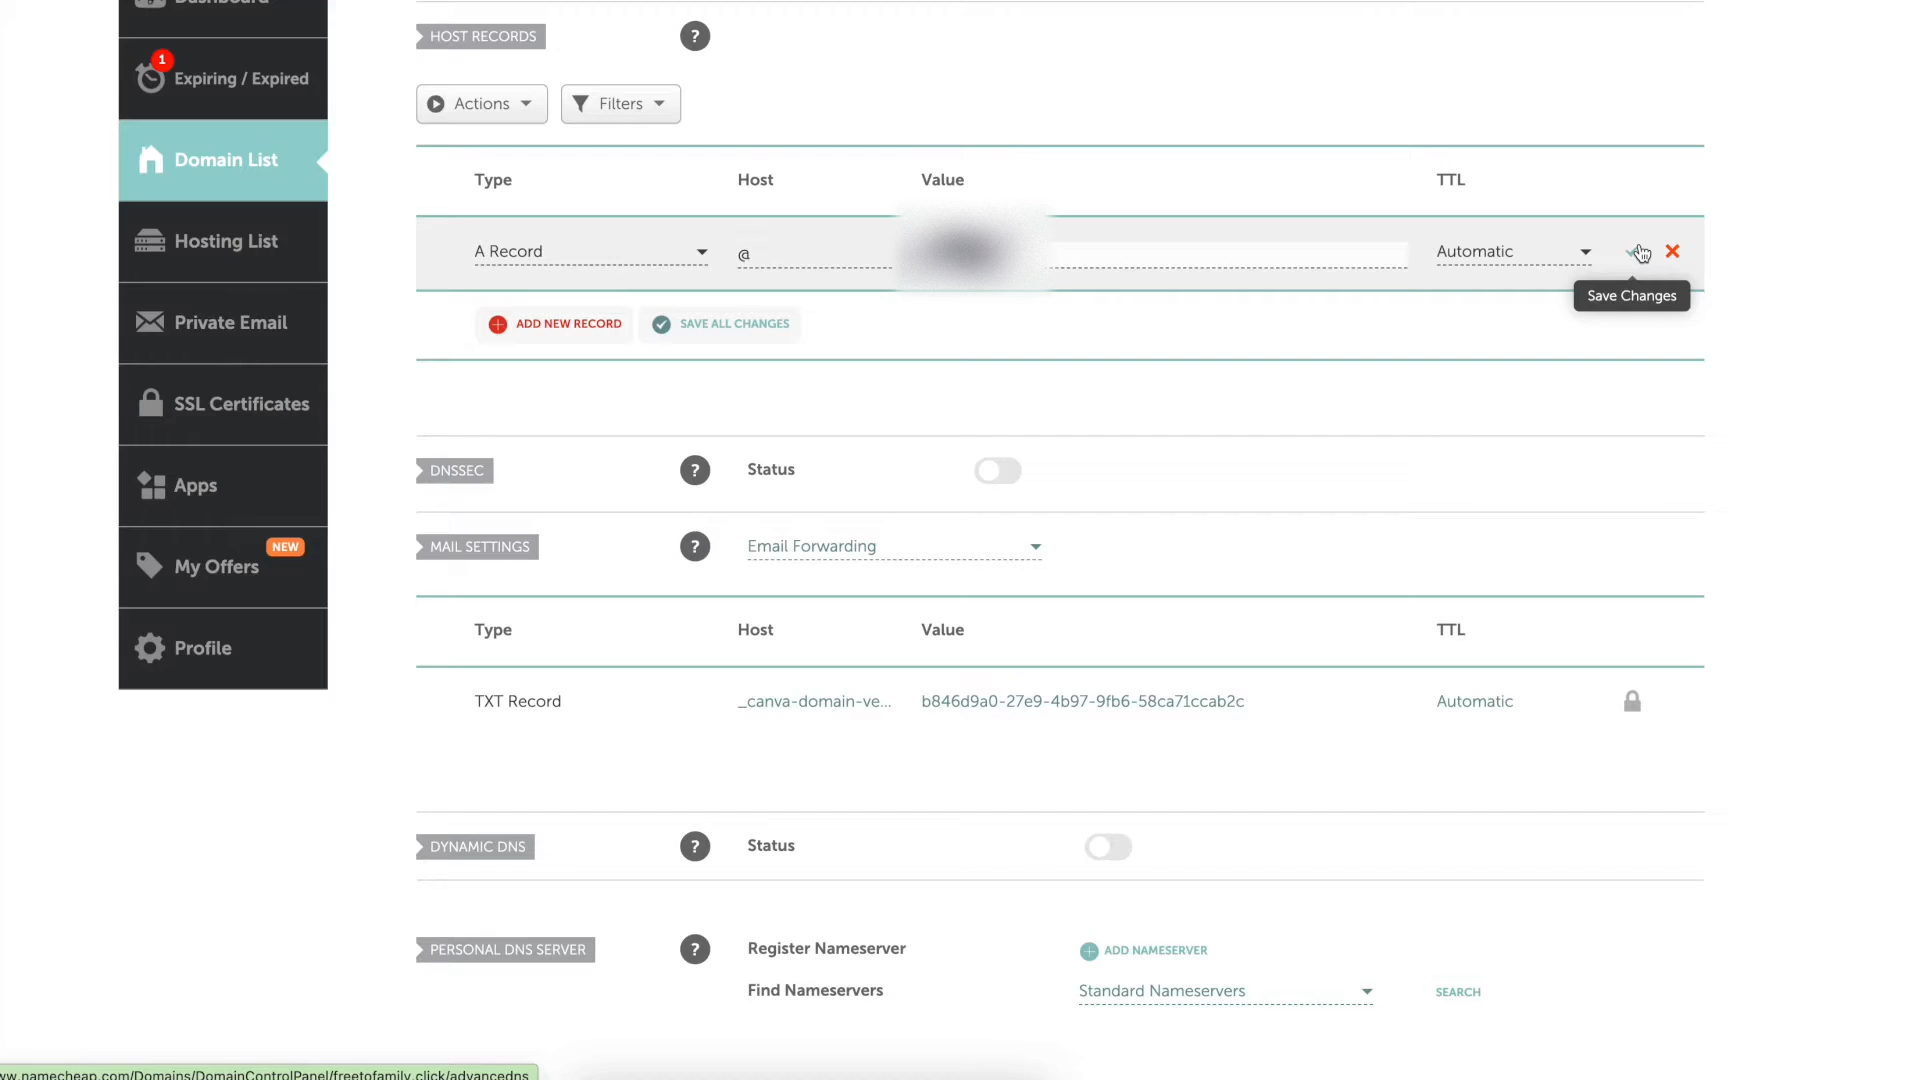 Dashboard
1
Expiring / Expired
Domain List
Hosting List
Private Email
SSL Certificates
Apps
NEW
My Offers
Profile
HOST RECORDS
?
Actions
Filters
Type Host Value TTL
A Record @ Automatic
Save Changes
ADD NEW RECORD SAVE ALL CHANGES
DNSSEC ? Status
MAIL SETTINGS ? Email Forwarding
Type Host Value TTL
TXT Record _canva-domain-ve... b846d9a0-27e9-4b97-9fb6-58ca71ccab2c Automatic
DYNAMIC DNS ? Status
PERSONAL DNS SERVER ? Register Nameserver ADD NAMESERVER
Find Nameservers Standard Nameservers SEARCH
ww.namecheap.com/Domains/DomainControlPanel/freetofamily.click/advancedns